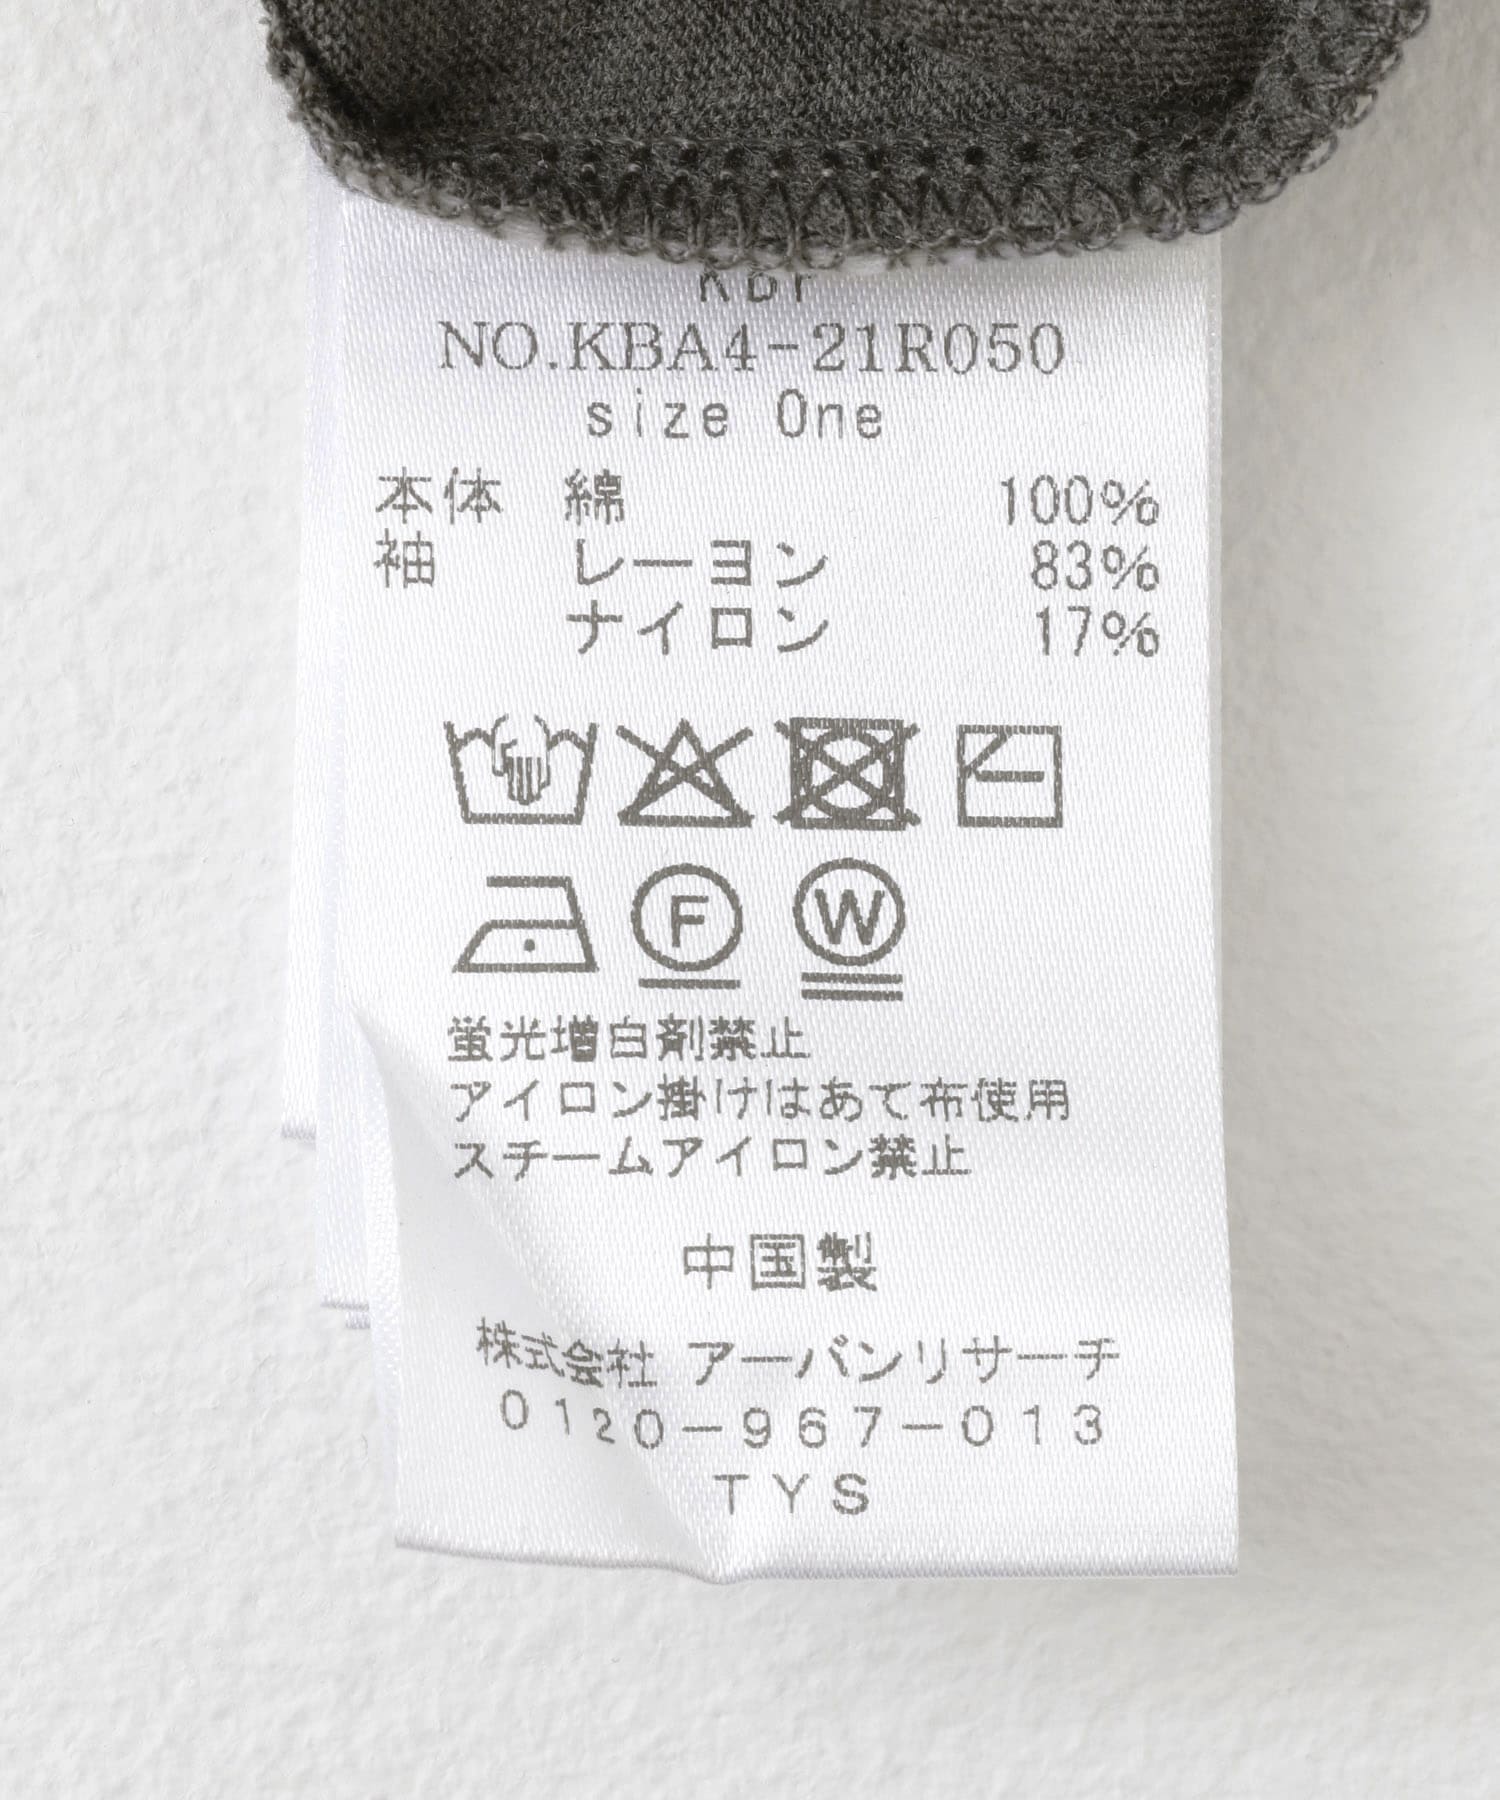 KBF
NO.KBA4-21R050
size One
本体 綿 100%
袖 レーヨン 83%
ナイロン 17%
F W
蛍光増白剤禁止
アイロン掛けはあて布使用
スチームアイロン禁止
中国製
株式会社 アーバンリサーチ
0120-967-013
TYS